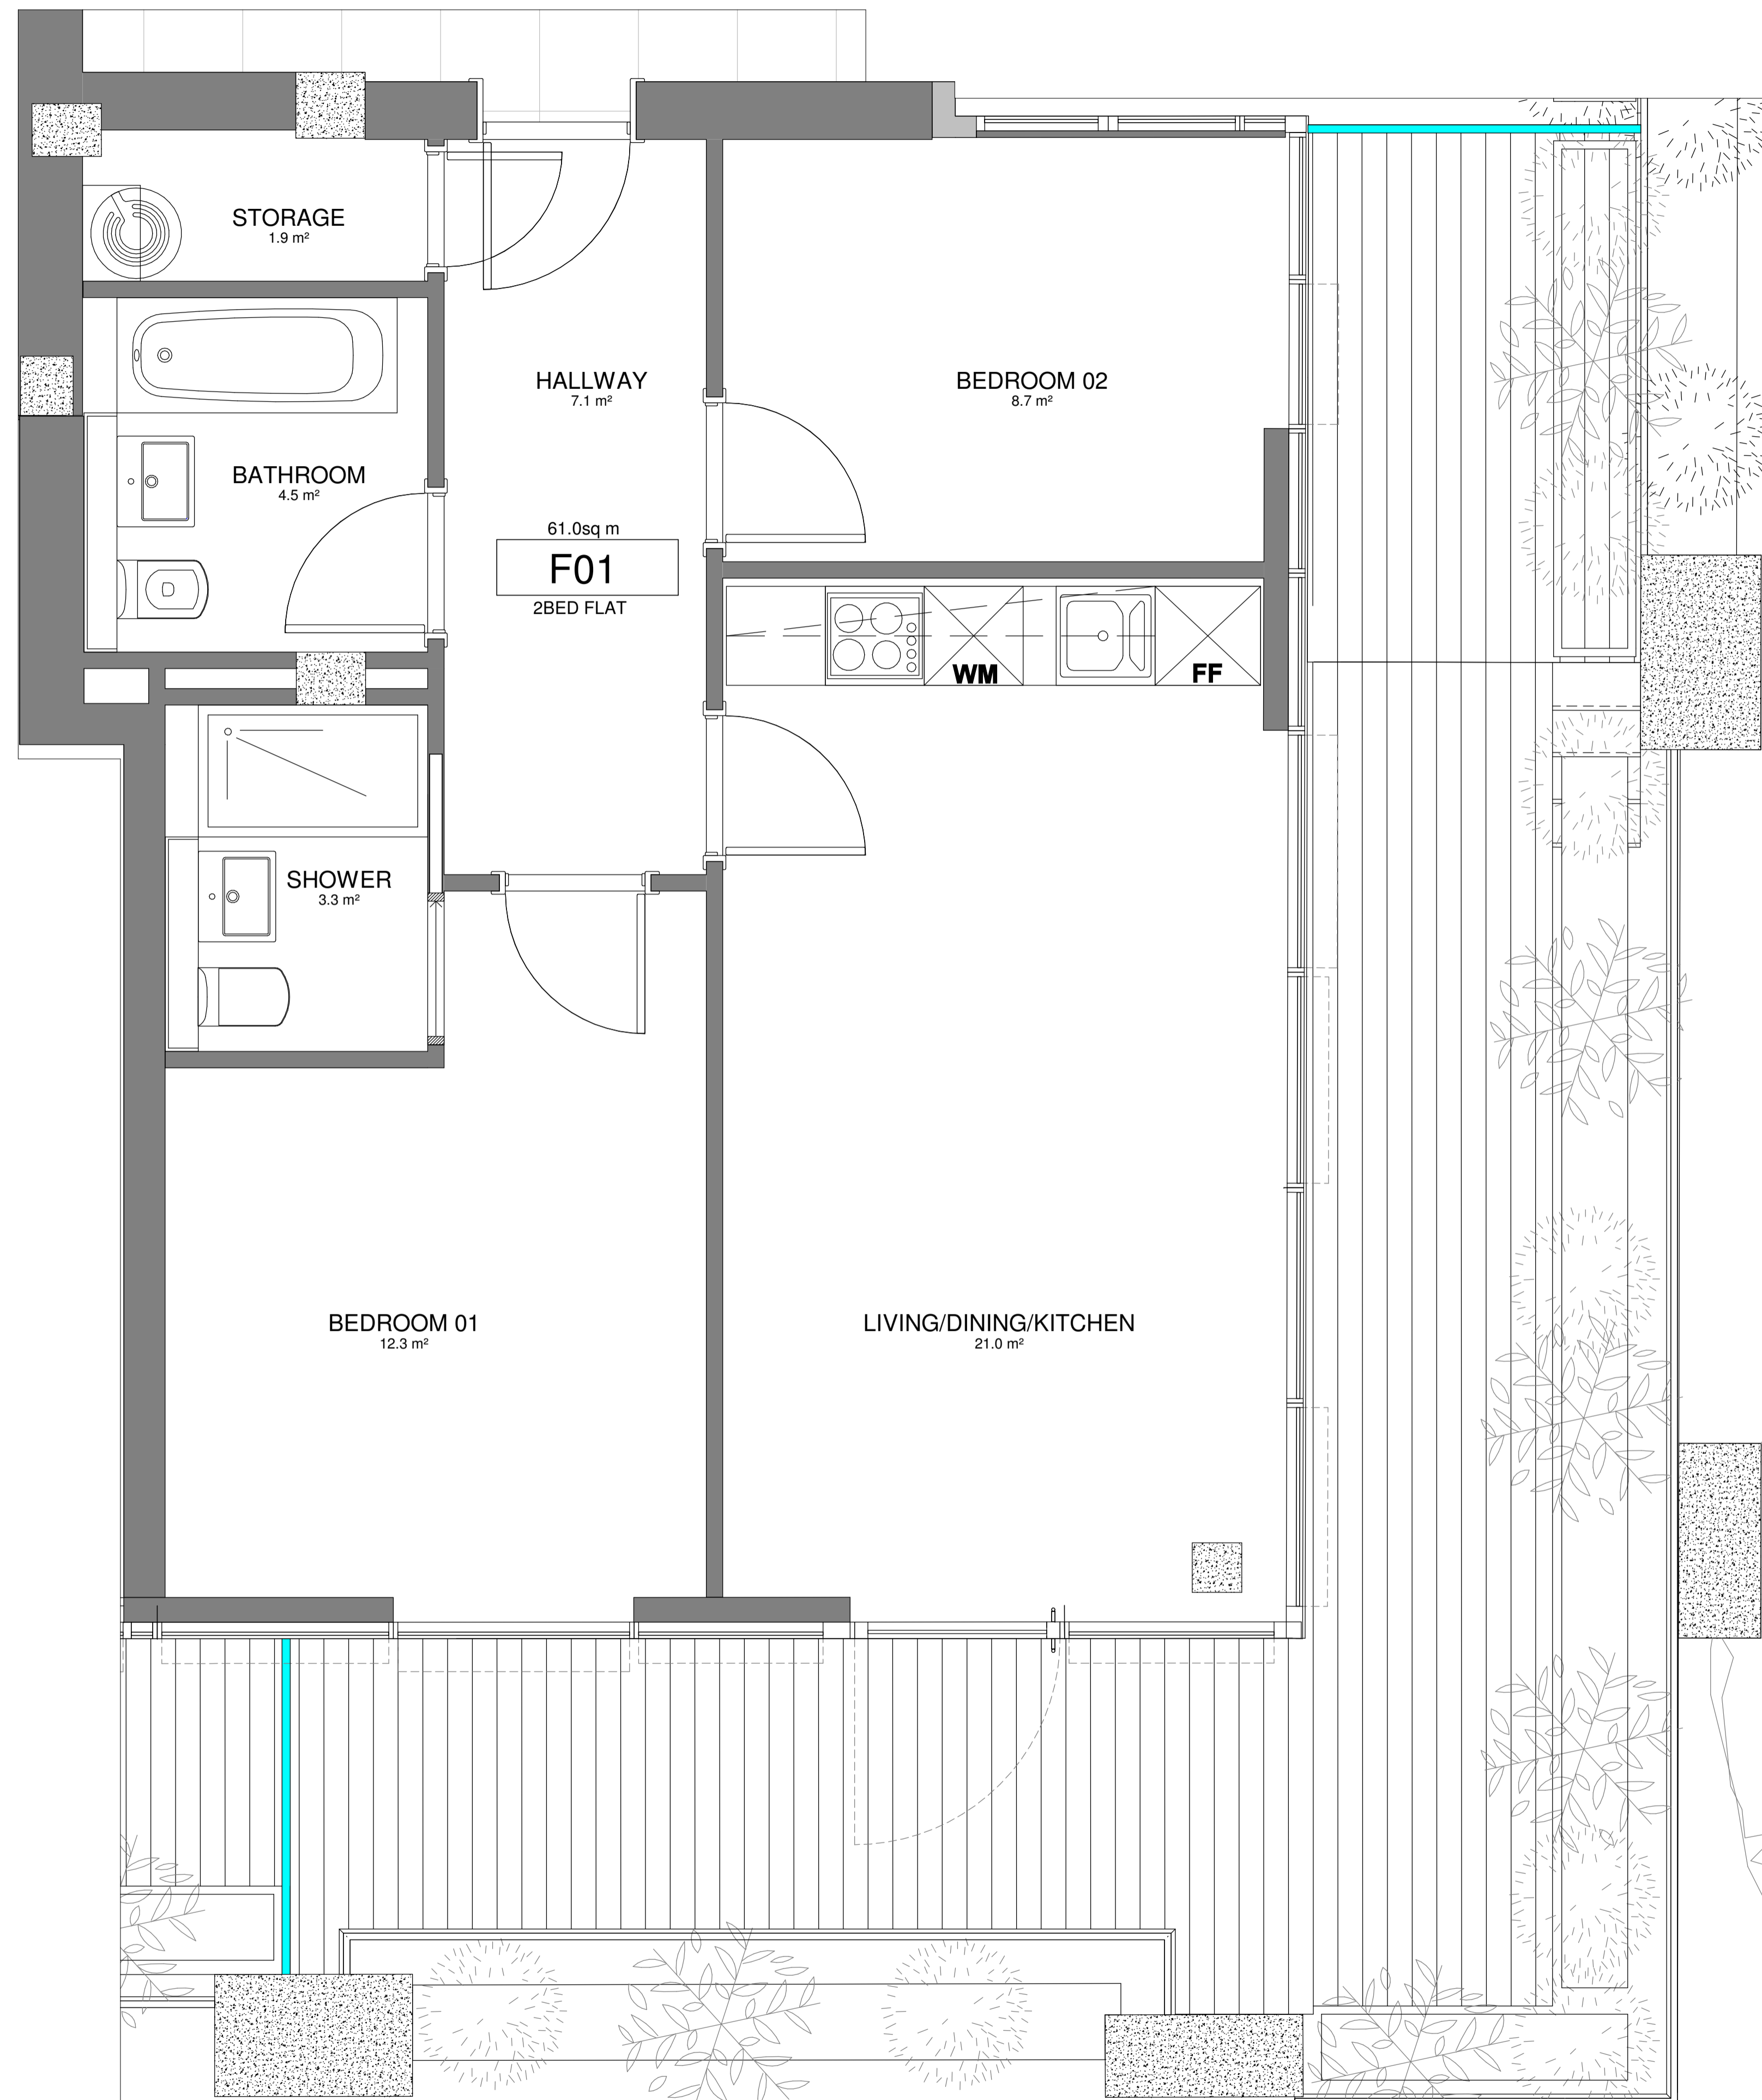 STORAGE
1.9 m²
HALLWAY
7.1 m²
BEDROOM 02
8.7 m²
BATHROOM
4.5 m²
61.0sq m
F01
2BED FLAT
WM
FF
SHOWER
3.3 m²
BEDROOM 01
12.3 m²
LIVING/DINING/KITCHEN
21.0 m²